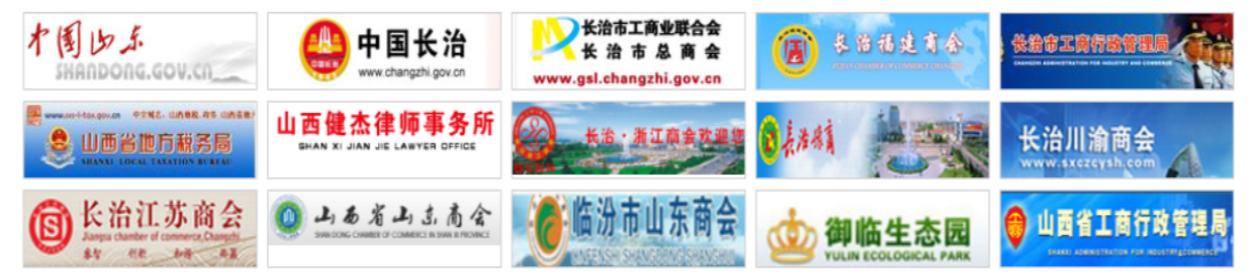 中国山东
SHANDONG.GOV.CN
中国长治
www.changzhi.gov.cn
长治市工商业联合会
长治市总商会
www.gsl.changzhi.gov.cn
长治福建商会
长治市工商行政管理局
CHANGZHI ADMINISTRATION FOR INDUSTRY AND COMMERCE
山西省地方税务局
SHANXI LOCAL TAXATION BUREAU
山西健杰律师事务所
SHAN XI JIAN JIE LAWYER OFFICE
长治·浙江商会欢迎您
长治体育
长治川渝商会
www.sxczcysh.com
长治江苏商会
Jiangsu chamber of commerce,Changzhi
山西省山东商会
SHAN DONG CHAMBER OF COMMERCE IN SHAN XI PROVINCE
临汾市山东商会
御临生态园
YULIN ECOLOGICAL PARK
山西省工商行政管理局
SHANXI ADMINISTRATION FOR INDUSTRY&COMMERCE